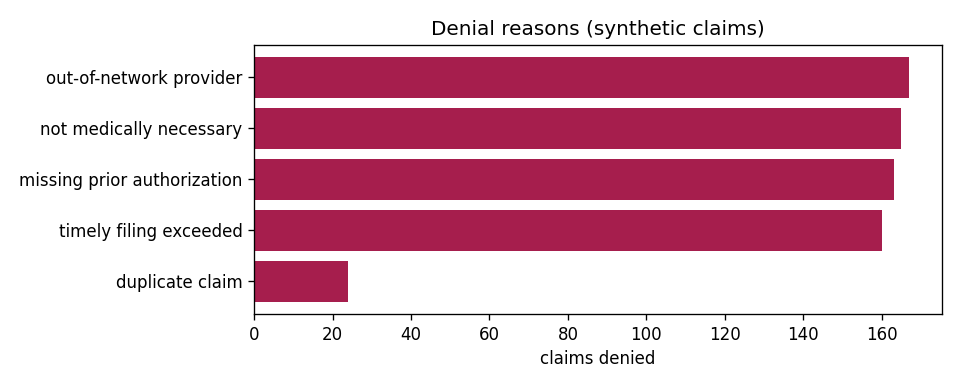 Denial reasons (synthetic claims)
out-of-network provider
not medically necessary
missing prior authorization
timely filing exceeded
duplicate claim
0 20 40 60 80 100 120 140 160
claims denied